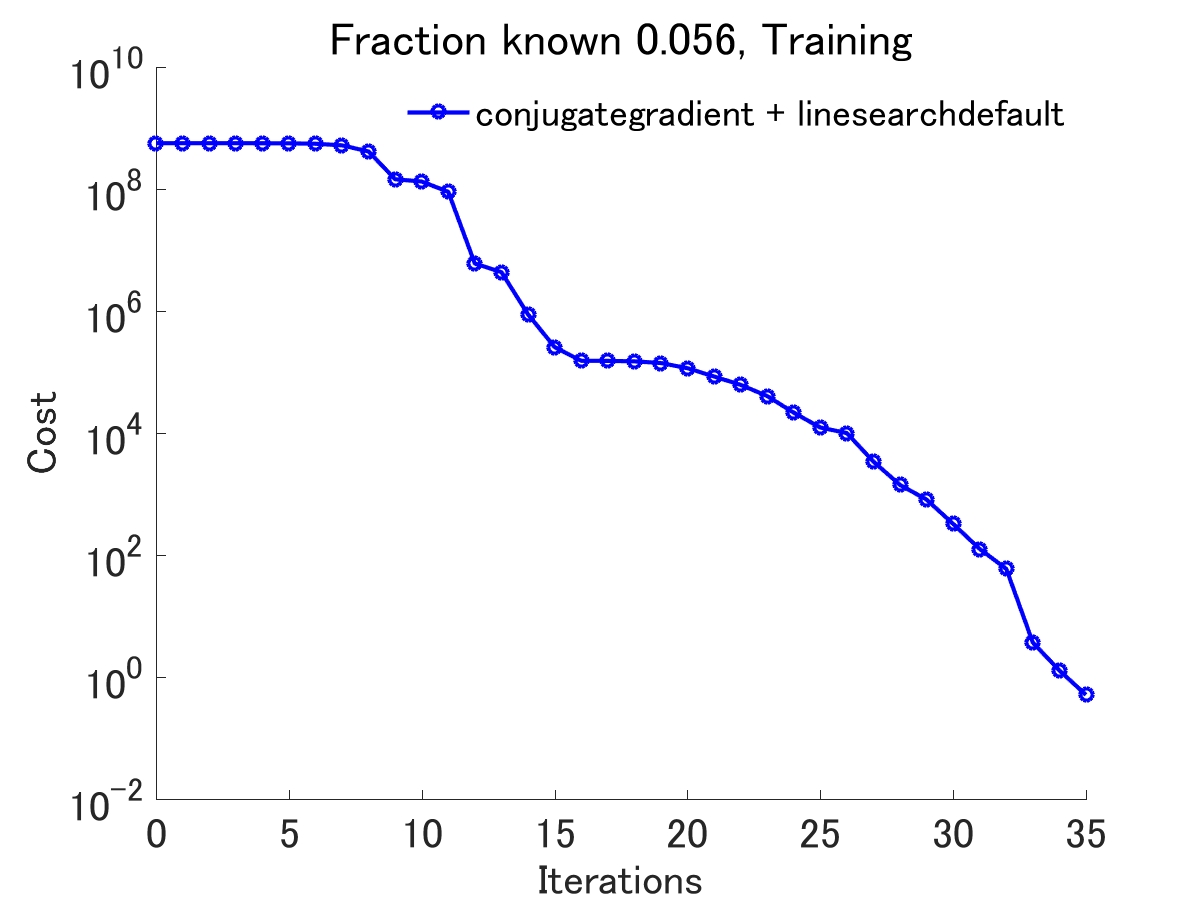 Fraction known 0.056, Training
conjugategradient + linesearchdefault
10^10
10^8
10^6
10^4
10^2
10^0
10^-2
Cost
0 5 10 15 20 25 30 35
Iterations